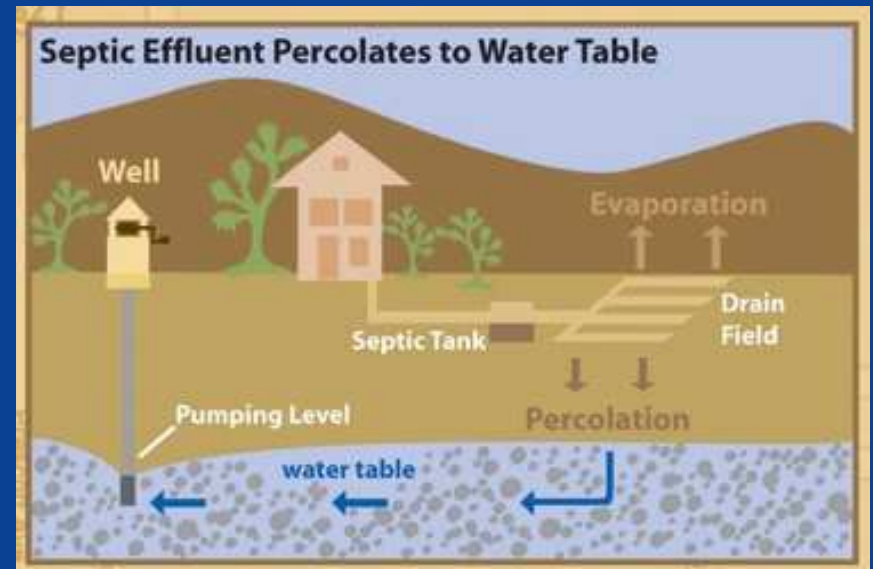 Septic Effluent Percolates to Water Table
Well
Evaporation
Drain
Field
Septic Tank
Pumping Level
Percolation
water table